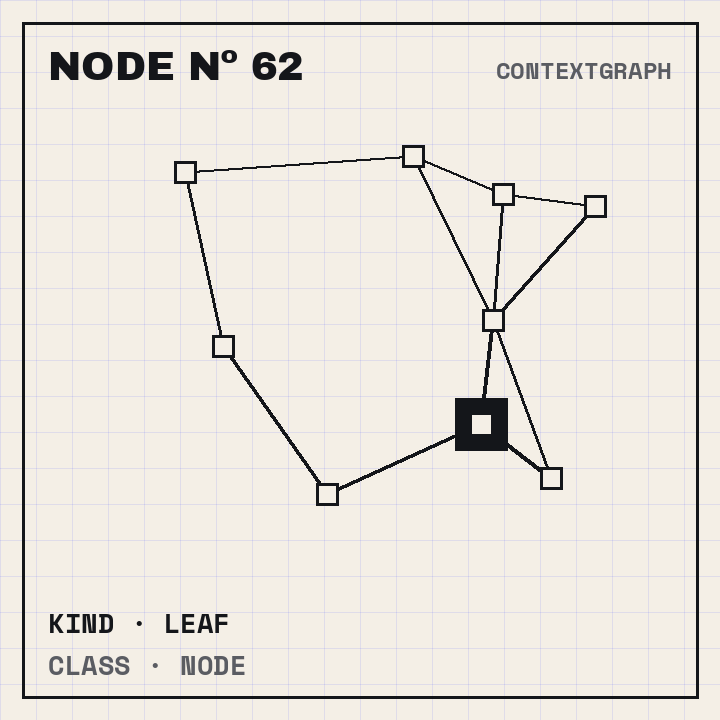 NODE Nº 62
CONTEXTGRAPH
KIND · LEAF
CLASS · NODE